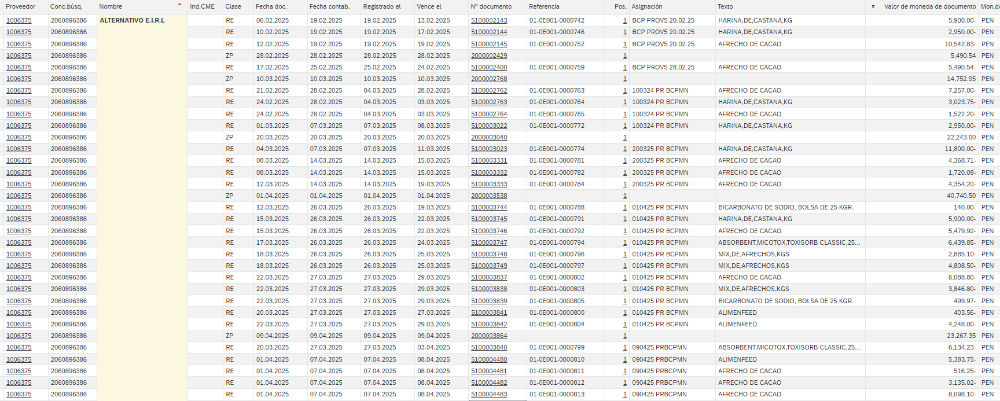 Proveedor Conc.búsq. Nombre Ind.CME Clase Fecha doc. Fecha contab. Registrado el Vence el Nº documento Referencia Pos. Asignación Texto Valor de moneda de documento Mon.do
1006375 2060896386 ALTERNATIVO E.I.R.L RE 06.02.2025 19.02.2025 19.02.2025 13.02.2025 5100002143 01-0E001-0000742 1 BCP PROV5 20.02.25 HARINA,DE,CASTANA,KG 5,900.00- PEN
1006375 2060896386 RE 10.02.2025 19.02.2025 19.02.2025 17.02.2025 5100002144 01-0E001-0000746 1 BCP PROV5 20.02.25 HARINA,DE,CASTANA,KG 2,950.00- PEN
1006375 2060896386 RE 12.02.2025 19.02.2025 19.02.2025 19.02.2025 5100002145 01-0E001-0000752 1 BCP PROV5 20.02.25 AFRECHO DE CACAO 10,542.83- PEN
1006375 2060896386 ZP 28.02.2025 28.02.2025 28.02.2025 28.02.2025 2000002429 1 5,490.54 PEN
1006375 2060896386 RE 17.02.2025 25.02.2025 25.02.2025 24.02.2025 5100002400 01-0E001-0000759 1 BCP PROV5 28.02.25 AFRECHO DE CACAO 5,490.54- PEN
1006375 2060896386 ZP 10.03.2025 10.03.2025 10.03.2025 10.03.2025 2000002768 1 14,752.95 PEN
1006375 2060896386 RE 21.02.2025 28.02.2025 04.03.2025 28.02.2025 5100002762 01-0E001-0000763 1 100324 PR BCPMN AFRECHO DE CACAO 7,257.00- PEN
1006375 2060896386 RE 24.02.2025 28.02.2025 04.03.2025 03.03.2025 5100002763 01-0E001-0000764 1 100324 PR BCPMN HARINA,DE,CASTANA,KG 3,023.75- PEN
1006375 2060896386 RE 24.02.2025 28.02.2025 04.03.2025 03.03.2025 5100002764 01-0E001-0000765 1 100324 PR BCPMN AFRECHO DE CACAO 1,522.20- PEN
1006375 2060896386 RE 01.03.2025 07.03.2025 07.03.2025 08.03.2025 5100003022 01-0E001-0000772 1 100324 PR BCPMN HARINA,DE,CASTANA,KG 2,950.00- PEN
1006375 2060896386 ZP 20.03.2025 20.03.2025 20.03.2025 20.03.2025 2000003040 1 22,243.00 PEN
1006375 2060896386 RE 04.03.2025 07.03.2025 07.03.2025 11.03.2025 5100003023 01-0E001-0000774 1 200325 PR BCPMN HARINA,DE,CASTANA,KG 11,800.00- PEN
1006375 2060896386 RE 08.03.2025 14.03.2025 14.03.2025 15.03.2025 5100003331 01-0E001-0000781 1 200325 PR BCPMN AFRECHO DE CACAO 4,368.71- PEN
1006375 2060896386 RE 08.03.2025 14.03.2025 14.03.2025 15.03.2025 5100003332 01-0E001-0000782 1 200325 PR BCPMN AFRECHO DE CACAO 1,720.09- PEN
1006375 2060896386 RE 12.03.2025 14.03.2025 14.03.2025 19.03.2025 5100003333 01-0E001-0000784 1 200325 PR BCPMN AFRECHO DE CACAO 4,354.20- PEN
1006375 2060896386 ZP 01.04.2025 01.04.2025 01.04.2025 01.04.2025 2000003538 1 40,740.50 PEN
1006375 2060896386 RE 12.03.2025 26.03.2025 26.03.2025 19.03.2025 5100003744 01-0E001-0000788 1 010425 PR BCPMN BICARBONATO DE SODIO, BOLSA DE 25 KGR. 140.00- PEN
1006375 2060896386 RE 15.03.2025 26.03.2025 26.03.2025 22.03.2025 5100003745 01-0E001-0000791 1 010425 PR BCPMN HARINA,DE,CASTANA,KG 5,900.00- PEN
1006375 2060896386 RE 15.03.2025 26.03.2025 26.03.2025 22.03.2025 5100003746 01-0E001-0000792 1 010425 PR BCPMN AFRECHO DE CACAO 5,479.92- PEN
1006375 2060896386 RE 17.03.2025 26.03.2025 26.03.2025 24.03.2025 5100003747 01-0E001-0000794 1 010425 PR BCPMN ABSORBENT,MICOTOX,TOXISORB CLASSIC,25... 6,439.85- PEN
1006375 2060896386 RE 18.03.2025 26.03.2025 26.03.2025 25.03.2025 5100003748 01-0E001-0000796 1 010425 PR BCPMN MIX,DE,AFRECHOS,KGS 2,885.10- PEN
1006375 2060896386 RE 18.03.2025 26.03.2025 26.03.2025 25.03.2025 5100003749 01-0E001-0000797 1 010425 PR BCPMN MIX,DE,AFRECHOS,KGS 4,808.50- PEN
1006375 2060896386 RE 22.03.2025 27.03.2025 27.03.2025 29.03.2025 5100003837 01-0E001-0000802 1 010425 PR BCPMN AFRECHO DE CACAO 6,088.80- PEN
1006375 2060896386 RE 22.03.2025 27.03.2025 27.03.2025 29.03.2025 5100003838 01-0E001-0000803 1 010425 PR BCPMN MIX,DE,AFRECHOS,KGS 3,846.80- PEN
1006375 2060896386 RE 22.03.2025 27.03.2025 27.03.2025 29.03.2025 5100003839 01-0E001-0000805 1 010425 PR BCPMN BICARBONATO DE SODIO, BOLSA DE 25 KGR. 499.97- PEN
1006375 2060896386 RE 20.03.2025 27.03.2025 27.03.2025 27.03.2025 5100003841 01-0E001-0000800 1 010425 PR BCPMN ALIMENFEED 403.56- PEN
1006375 2060896386 RE 22.03.2025 27.03.2025 27.03.2025 29.03.2025 5100003842 01-0E001-0000804 1 010425 PR BCPMN ALIMENFEED 4,248.00- PEN
1006375 2060896386 ZP 09.04.2025 09.04.2025 09.04.2025 09.04.2025 2000003864 1 23,267.35 PEN
1006375 2060896386 RE 20.03.2025 27.03.2025 27.03.2025 03.04.2025 5100003840 01-0E001-0000799 1 090425 PRBCPMN ABSORBENT,MICOTOX,TOXISORB CLASSIC,25... 6,134.23- PEN
1006375 2060896386 RE 01.04.2025 07.04.2025 07.04.2025 08.04.2025 5100004480 01-0E001-0000810 1 090425 PRBCPMN ALIMENFEED 5,383.75- PEN
1006375 2060896386 RE 01.04.2025 07.04.2025 07.04.2025 08.04.2025 5100004481 01-0E001-0000811 1 090425 PRBCPMN AFRECHO DE CACAO 516.25- PEN
1006375 2060896386 RE 01.04.2025 07.04.2025 07.04.2025 08.04.2025 5100004482 01-0E001-0000812 1 090425 PRBCPMN AFRECHO DE CACAO 3,135.02- PEN
1006375 2060896386 RE 01.04.2025 07.04.2025 07.04.2025 08.04.2025 5100004483 01-0E001-0000813 1 090425 PRBCPMN AFRECHO DE CACAO 8,098.10- PEN